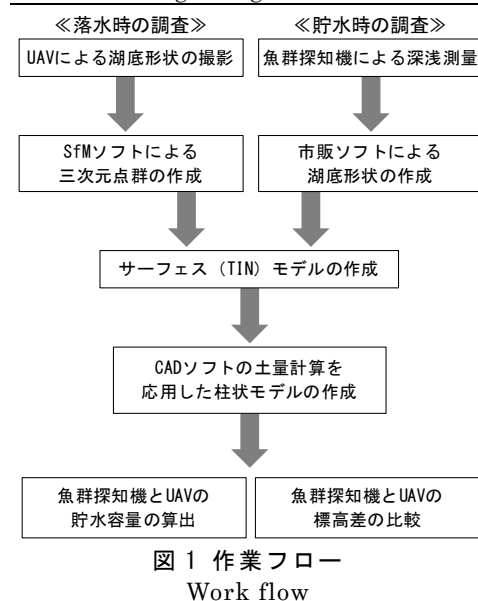 ≪落水時の調査≫
≪貯水時の調査≫
UAVによる湖底形状の撮影
魚群探知機による深浅測量
SfMソフトによる
三次元点群の作成
市販ソフトによる
湖底形状の作成
サーフェス（TIN）モデルの作成
CADソフトの土量計算を
応用した柱状モデルの作成
魚群探知機とUAVの
貯水容量の算出
魚群探知機とUAVの
標高差の比較
図 1 作業フロー
Work flow